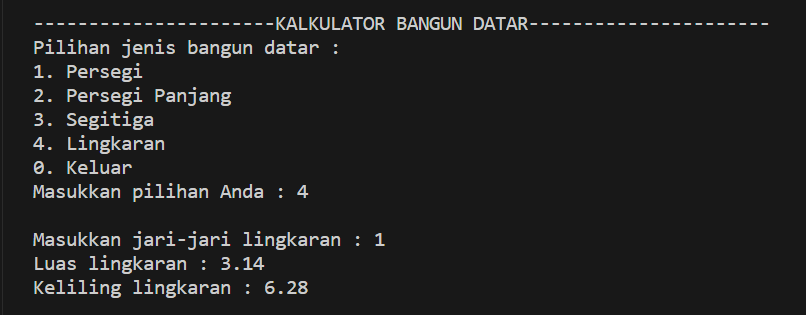 ----------------------KALKULATOR BANGUN DATAR----------------------
Pilihan jenis bangun datar :
1. Persegi
2. Persegi Panjang
3. Segitiga
4. Lingkaran
0. Keluar
Masukkan pilihan Anda : 4
Masukkan jari-jari lingkaran : 1
Luas lingkaran : 3.14
Keliling lingkaran : 6.28